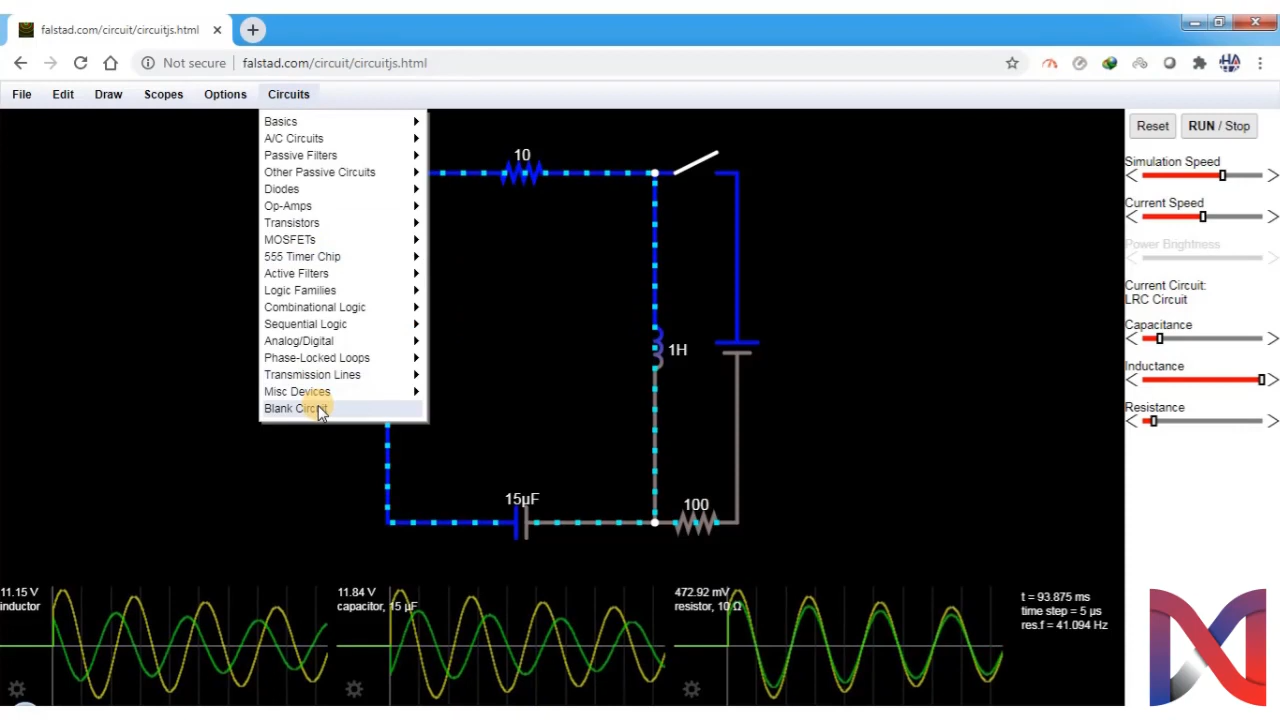 falstad.com/circuit/circuitjs.html
Not secure
falstad.com/circuit/circuitjs.html
File Edit Draw Scopes Options Circuits
Basics
A/C Circuits
Passive Filters
Other Passive Circuits
Diodes
Op-Amps
Transistors
MOSFETs
555 Timer Chip
Active Filters
Logic Families
Combinational Logic
Sequential Logic
Analog/Digital
Phase-Locked Loops
Transmission Lines
Misc Devices
Blank Circuit
10
1H
15µF
100
Reset
RUN / Stop
Simulation Speed
Current Speed
Power Brightness
Current Circuit:
LRC Circuit
Capacitance
Inductance
Resistance
11.15 V
inductor
11.84 V
capacitor, 15 µF
472.92 mV
resistor, 10 Ω
t = 93.875 ms
time step = 5 µs
res.f = 41.094 Hz